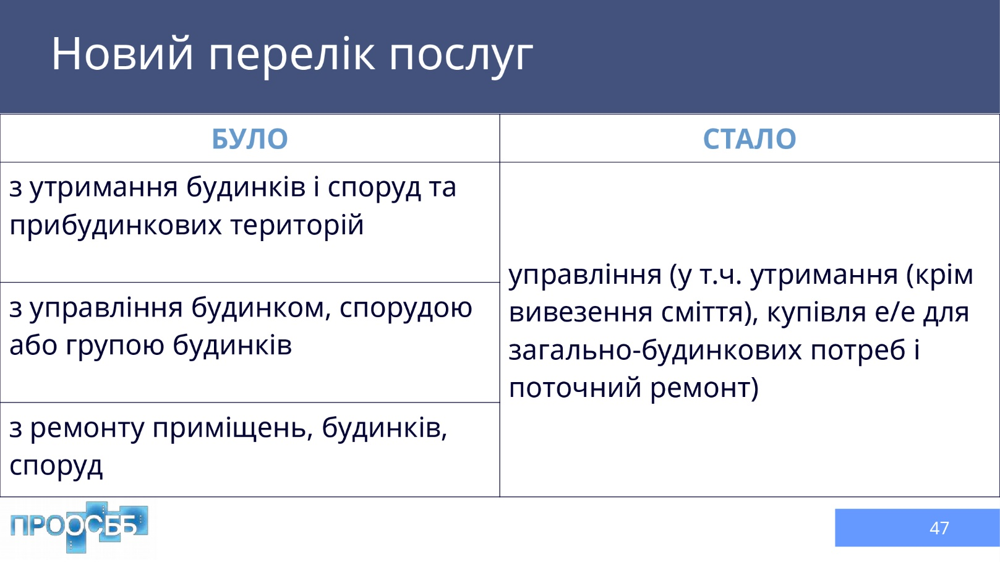 Новий перелік послуг
БУЛО
СТАЛО
з утримання будинків і споруд та
прибудинкових територій
з управління будинком, спорудою
або групою будинків
з ремонту приміщень, будинків,
споруд
управління (у т.ч. утримання (крім
вивезення сміття), купівля е/е для
загально-будинкових потреб і
поточний ремонт)
ПРООСББ
47